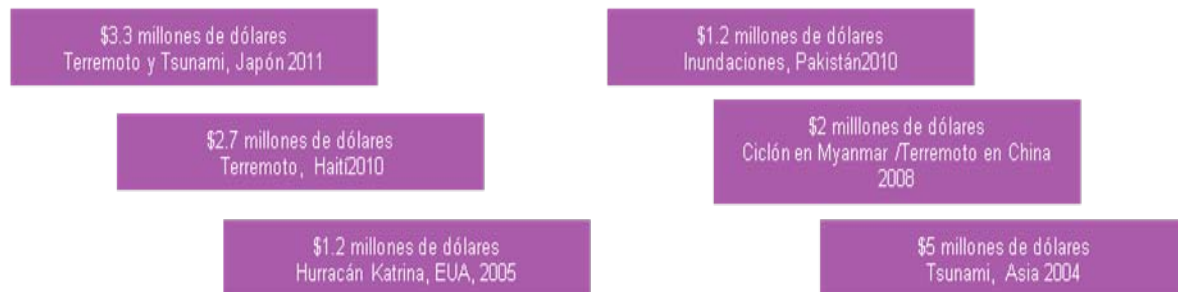 $3.3 millones de dólares
Terremoto y Tsunami, Japón 2011
$2.7 millones de dólares
Terremoto, Haití2010
$1.2 millones de dólares
Hurracán Katrina, EUA, 2005
$1.2 millones de dólares
Inundaciones, Pakistán2010
$2 milllones de dólares
Ciclón en Myanmar /Terremoto en China
2008
$5 millones de dólares
Tsunami, Asia 2004